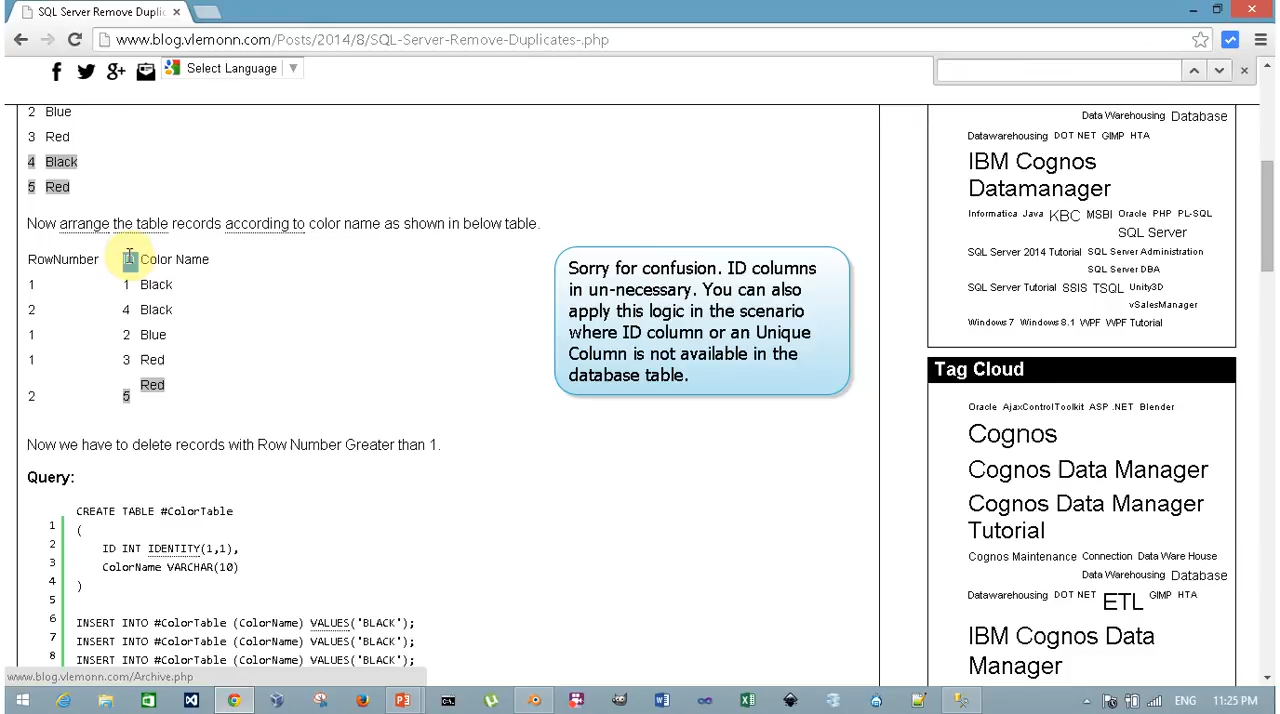 SQL Server Remove Duplic
www.blog.vlemonn.com/Posts/2014/8/SQL-Server-Remove-Duplicates-.php
Select Language
2 Blue
3 Red
4 Black
5 Red
Now arrange the table records according to color name as shown in below table.
RowNumber Color Name
1 1 Black
2 4 Black
1 2 Blue
1 3 Red
2 5 Red
Now we have to delete records with Row Number Greater than 1.
Query:
CREATE TABLE #ColorTable
1 (
2 ID INT IDENTITY(1,1),
3 ColorName VARCHAR(10)
4 )
5
6 INSERT INTO #ColorTable (ColorName) VALUES('BLACK');
7 INSERT INTO #ColorTable (ColorName) VALUES('BLACK');
8 INSERT INTO #ColorTable (ColorName) VALUES('BLACK');
Sorry for confusion. ID columns
in un-necessary. You can also
apply this logic in the scenario
where ID column or an Unique
Column is not available in the
database table.
Data Warehousing Database
Datawarehousing DOT NET GIMP HTA
IBM Cognos
Datamanager
Informatica Java KBC MSBI Oracle PHP PL-SQL
SQL Server
SQL Server 2014 Tutorial SQL Server Administration
SQL Server DBA
SQL Server Tutorial SSIS TSQL Unity3D
vSalesManager
Windows 7 Windows 8.1 WPF WPF Tutorial
Tag Cloud
Oracle AjaxControlToolkit ASP .NET Blender
Cognos
Cognos Data Manager
Cognos Data Manager
Tutorial
Cognos Maintenance Connection Data Ware House
Data Warehousing Database
Datawarehousing DOT NET ETL GIMP HTA
IBM Cognos Data
Manager
www.blog.vlemonn.com/Archive.php
ENG 11:25 PM